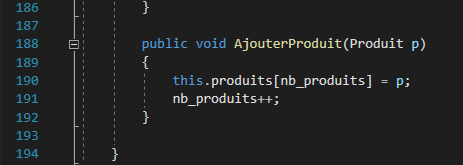 186 }
187
188 public void AjouterProduit(Produit p)
189 {
190 this.produits[nb_produits] = p;
191 nb_produits++;
192 }
193
194 }